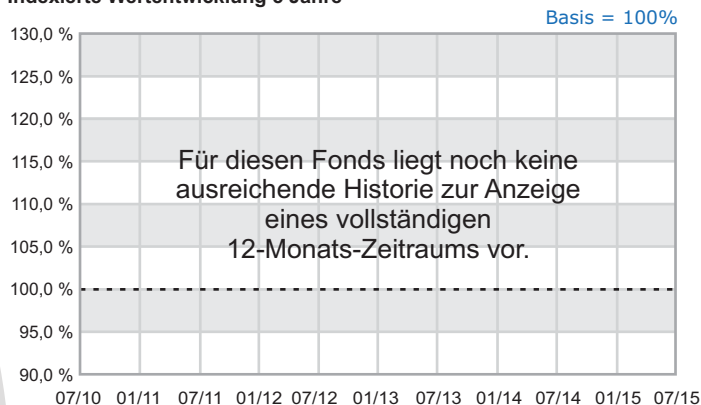 Indexierte Wertentwicklung 5 Jahre
Basis = 100%
130,0 %
125,0 %
120,0 %
115,0 %
110,0 %
105,0 %
100,0 %
95,0 %
90,0 %
Für diesen Fonds liegt noch keine
ausreichende Historie zur Anzeige
eines vollständigen
12-Monats-Zeitraums vor.
07/10 01/11 07/11 01/12 07/12 01/13 07/13 01/14 07/14 01/15 07/15